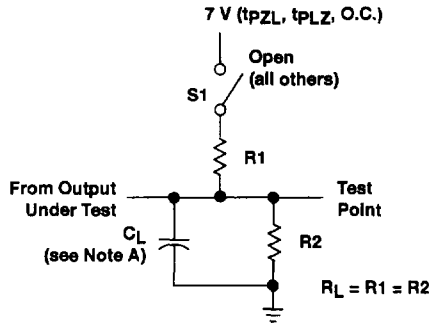 7 V (tPZL, tPLZ, O.C.)
Open
(all others)
S1
R1
From Output
Under Test
Test
Point
CL
(see Note A)
R2
RL = R1 = R2